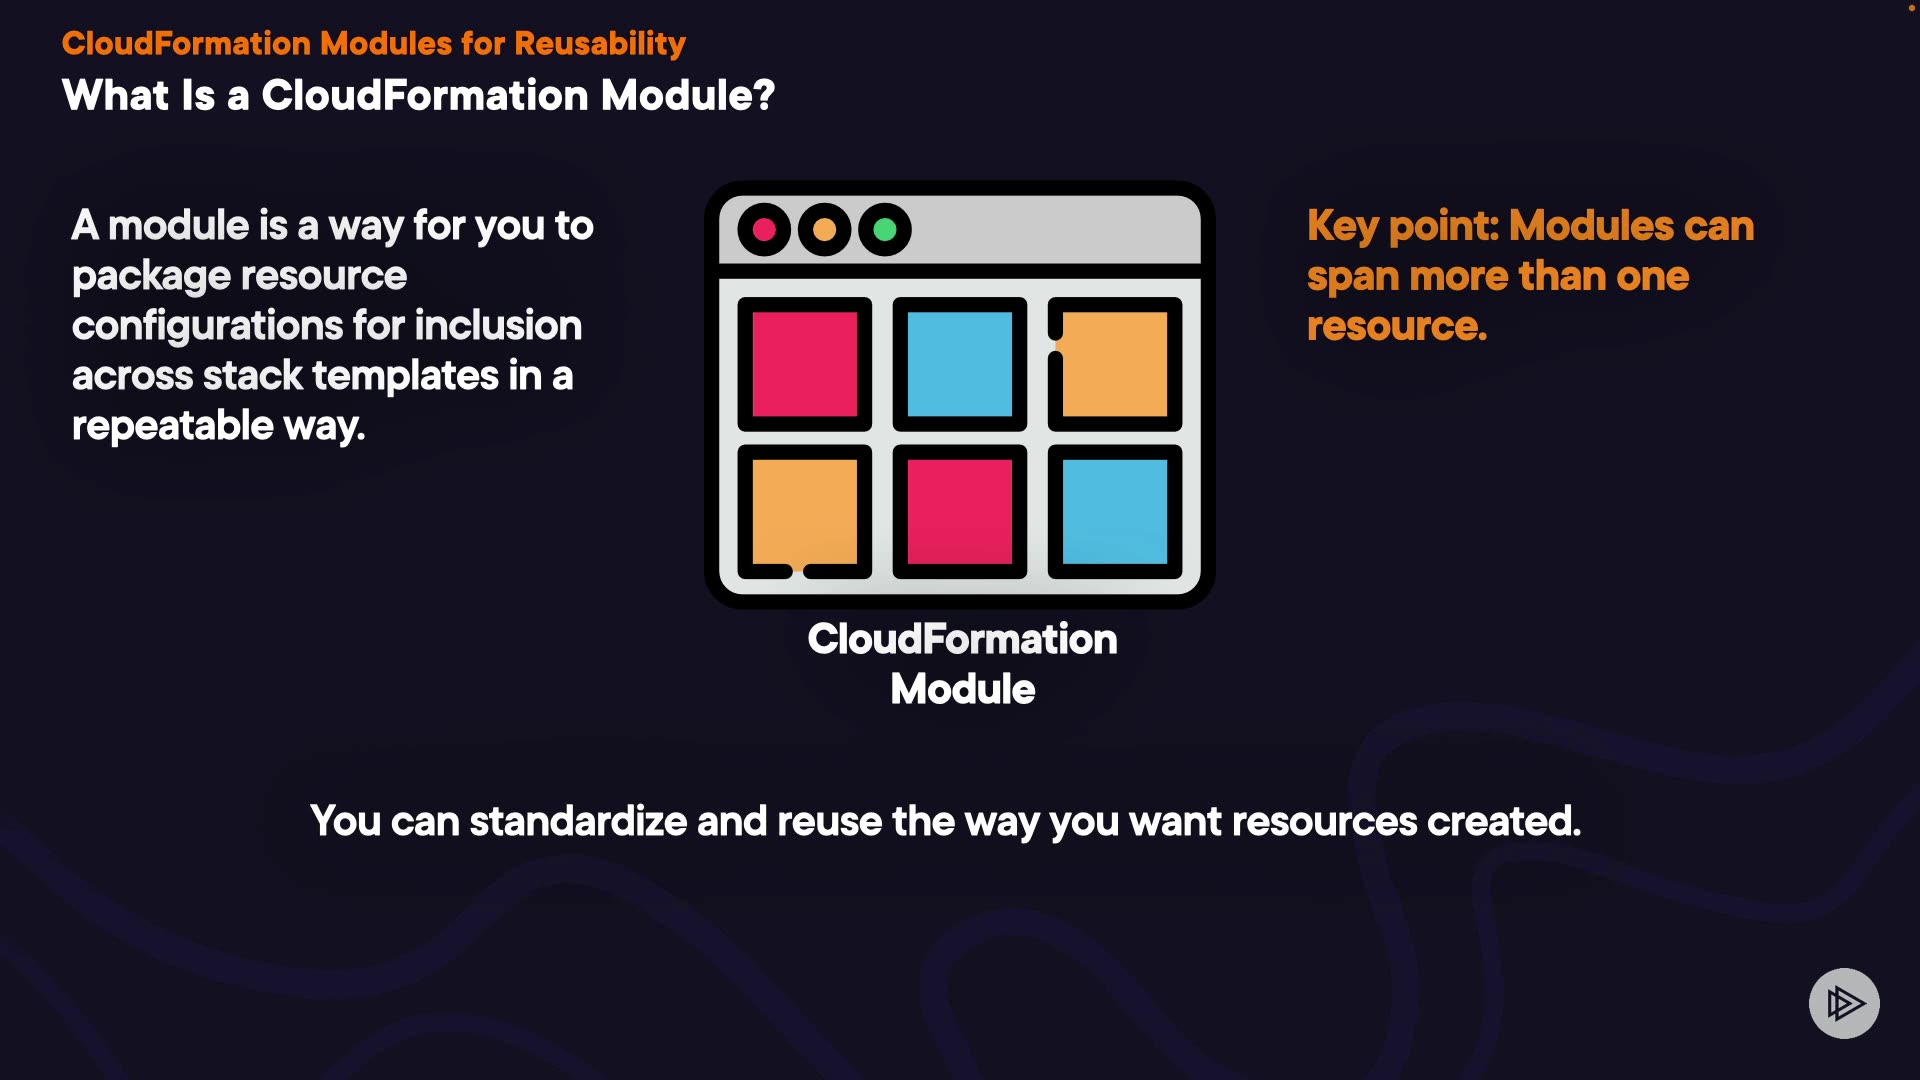 CloudFormation Modules for Reusability
What Is a CloudFormation Module?
A module is a way for you to
package resource
configurations for inclusion
across stack templates in a
repeatable way.
CloudFormation
Module
Key point: Modules can
span more than one
resource.
You can standardize and reuse the way you want resources created.